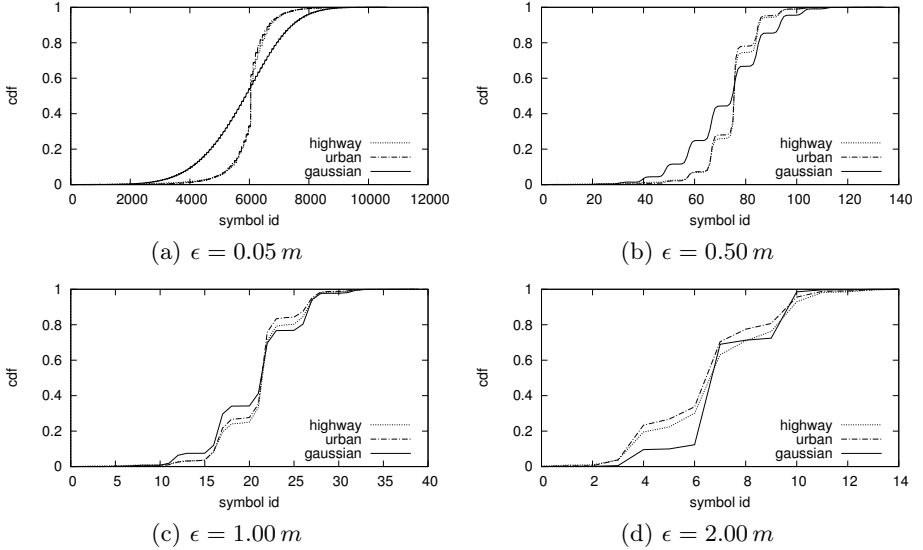 1
0.8
0.6
0.4
0.2
0
cdf
0 2000 4000 6000 8000 10000 12000
symbol id
highway
urban
gaussian
(a) ϵ = 0.05 m
1
0.8
0.6
0.4
0.2
0
cdf
0 20 40 60 80 100 120 140
symbol id
highway
urban
gaussian
(b) ϵ = 0.50 m
1
0.8
0.6
0.4
0.2
0
cdf
0 5 10 15 20 25 30 35 40
symbol id
highway
urban
gaussian
(c) ϵ = 1.00 m
1
0.8
0.6
0.4
0.2
0
cdf
0 2 4 6 8 10 12 14
symbol id
highway
urban
gaussian
(d) ϵ = 2.00 m